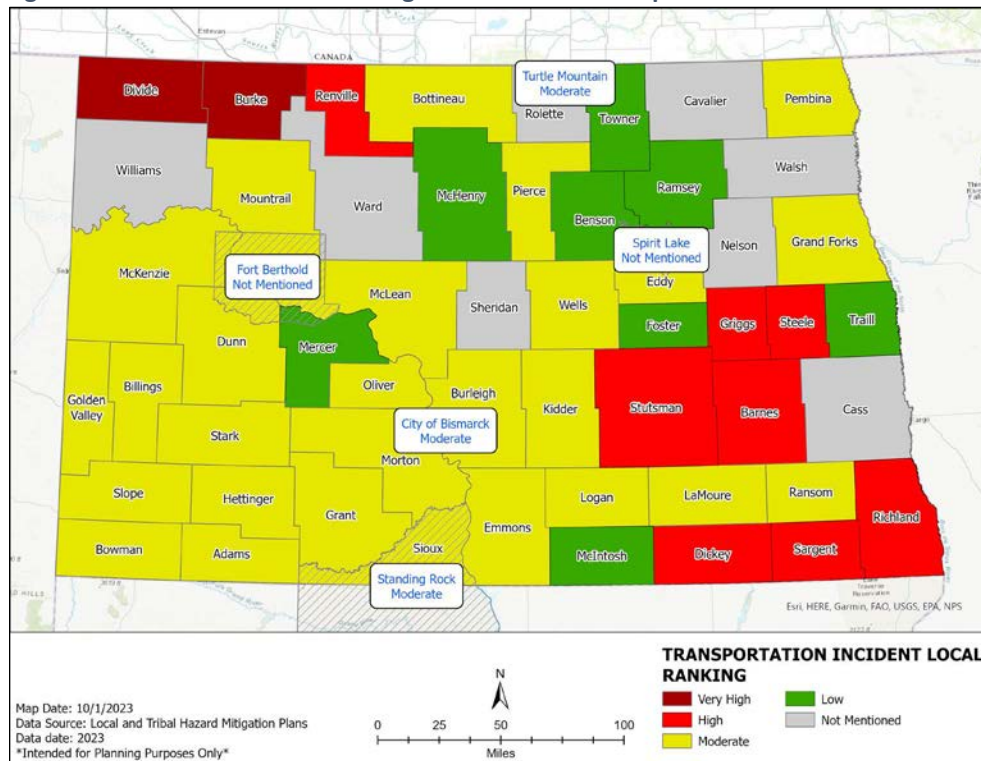 Estevan
CANADA
Divide
Burke
Renville
Bottineau
Turtle Mountain
Moderate
Rolette
Towner
Cavalier
Pembina
Williams
Mountrail
Ward
McHenry
Pierce
Benson
Ramsey
Walsh
Nelson
Grand Forks
Spirit Lake
Not Mentioned
Eddy
McKenzie
Fort Berthold
Not Mentioned
McLean
Sheridan
Wells
Foster
Griggs
Steele
Traill
Dunn
Mercer
Oliver
Burleigh
Kidder
Stutsman
Barnes
Cass
Golden
Valley
Billings
Stark
City of Bismarck
Moderate
Morton
Slope
Hettinger
Grant
Emmons
Logan
LaMoure
Ransom
Richland
Bowman
Adams
Sioux
McIntosh
Dickey
Sargent
Standing Rock
Moderate
Esri, HERE, Garmin, FAO, USGS, EPA, NPS
TRANSPORTATION INCIDENT LOCAL
RANKING
Very High
High
Moderate
Low
Not Mentioned
N
0 25 50 100
Miles
Map Date: 10/1/2023
Data Source: Local and Tribal Hazard Mitigation Plans
Data date: 2023
*Intended for Planning Purposes Only*